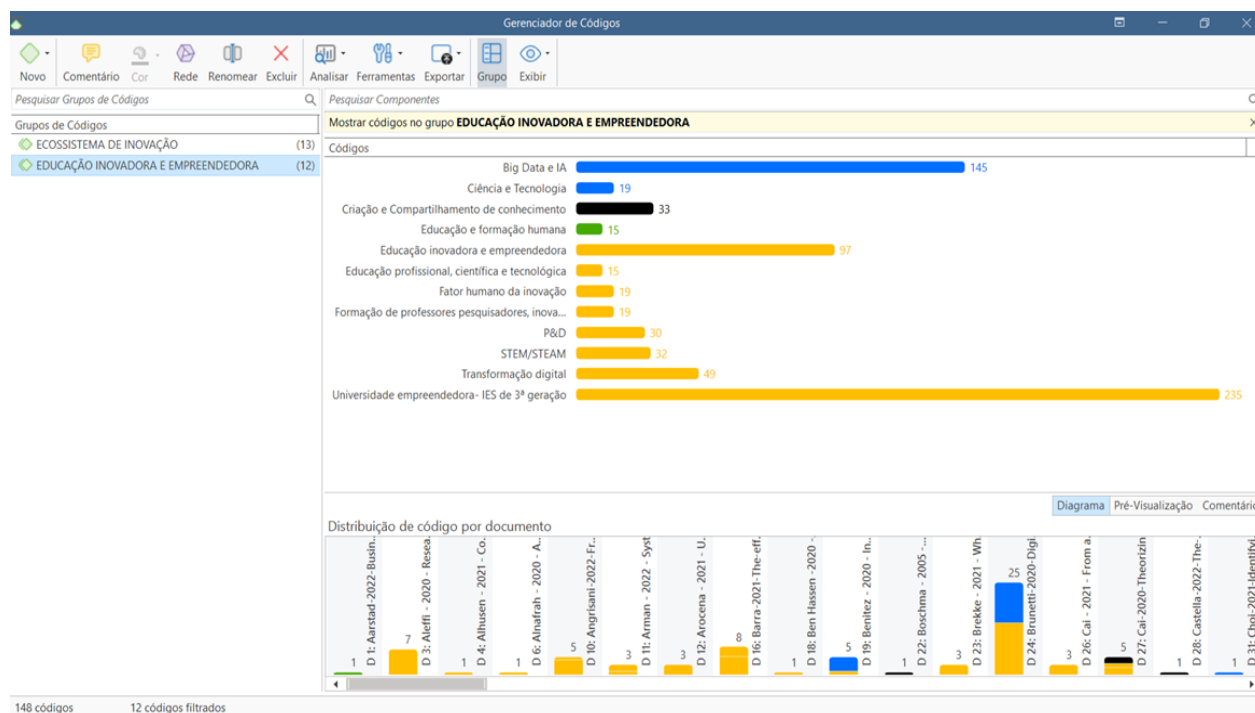 Gerenciador de Códigos
Novo Comentário Cor Rede Renomear Excluir Analisar Ferramentas Exportar Grupo Exibir
Pesquisar Grupos de Códigos
Pesquisar Componentes
Grupos de Códigos
Mostrar códigos no grupo EDUCAÇÃO INOVADORA E EMPREENDEDORA
ECOSSISTEMA DE INOVAÇÃO (13)
EDUCAÇÃO INOVADORA E EMPREENDEDORA (12)
Códigos
Big Data e IA 145
Ciência e Tecnologia 19
Criação e Compartilhamento de conhecimento 33
Educação e formação humana 15
Educação inovadora e empreendedora 97
Educação profissional, científica e tecnológica 15
Fator humano da inovação 19
Formação de professores pesquisadores, inova... 19
P&D 30
STEM/STEAM 32
Transformação digital 49
Universidade empreendedora- IES de 3ª geração 235
Diagrama Pré-Visualização Comentário
Distribuição de código por documento
1 D 1: Aarstad-2022-Busin..
7 D 3: Aleffi - 2020 - Resea.
1 D 4: Alhusen - 2021 - Co.
1 D 6: Alnafrah - 2020 - A..
5 D 10: Angrisani-2022-Fr..
3 D 11: Arman - 2022 - Syst
3 D 12: Arocena - 2021 - U.
8 D 16: Barra-2021-The-eff.
1 D 18: Ben Hassen -2020 -
5 D 19: Benitez - 2020 - In..
1 D 22: Boschma - 2005 -...
3 D 23: Brekke - 2021 - Wh
25 D 24: Brunetti-2020-Digi.
3 D 26: Cai - 2021 - From a.
5 D 27: Cai-2020-Theorizin
1 D 28: Castella-2022-The-.
1 D 31: Choi-2021-Identifyi
148 códigos 12 códigos filtrados